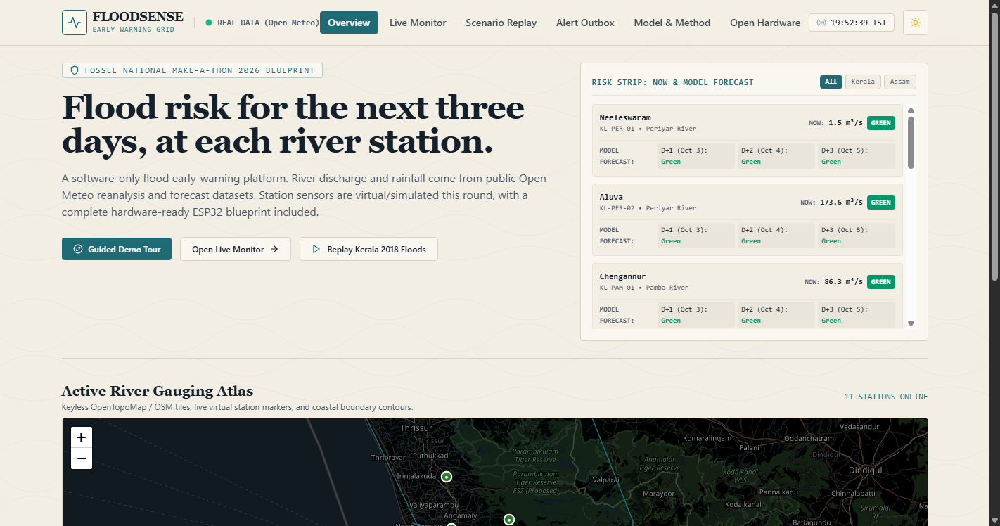 FLOODSENSE
EARLY WARNING GRID
REAL DATA (Open-Meteo)
Overview
Live Monitor
Scenario Replay
Alert Outbox
Model & Method
Open Hardware
19:52:39 IST
FOSSEE NATIONAL MAKE-A-THON 2026 BLUEPRINT
Flood risk for the next three
days, at each river station.
A software-only flood early-warning platform. River discharge and rainfall come from public Open-
Meteo reanalysis and forecast datasets. Station sensors are virtual/simulated this round, with a
complete hardware-ready ESP32 blueprint included.
Guided Demo Tour
Open Live Monitor →
Replay Kerala 2018 Floods
RISK STRIP: NOW & MODEL FORECAST
All
Kerala
Assam
Neeleswaram
KL-PER-01 • Periyar River
NOW: 1.5 m³/s GREEN
MODEL
FORECAST:
D+1 (Oct 3):
Green
D+2 (Oct 4):
Green
D+3 (Oct 5):
Green
Aluva
KL-PER-02 • Periyar River
NOW: 173.6 m³/s GREEN
MODEL
FORECAST:
D+1 (Oct 3):
Green
D+2 (Oct 4):
Green
D+3 (Oct 5):
Green
Chengannur
KL-PAM-01 • Pamba River
NOW: 86.3 m³/s GREEN
MODEL
FORECAST:
D+1 (Oct 3):
Green
D+2 (Oct 4):
Green
D+3 (Oct 5):
Green
Active River Gauging Atlas
Keyless OpenTopoMap / OSM tiles, live virtual station markers, and coastal boundary contours.
11 STATIONS ONLINE
+
−
Thrissur
Thrissur
Thriprayar
Puthukkad
Irinjalakuda
Valiyaparambu
Angamaly
Parambikulam
Tiger Reserve
Parambikulam
Tiger Reserve
ESZ (Proposed)
Valparai
Anamalai
Tiger Reserve
Marayoor
Komaralingam
Palani
Oddanchatram
Vedasandur
Dindigul
Dindigul
Kodaikanal
WLS
Pannaikadu
Kodaikanal
Chinnalapatti
Sirumalai
RF
Batlagundu